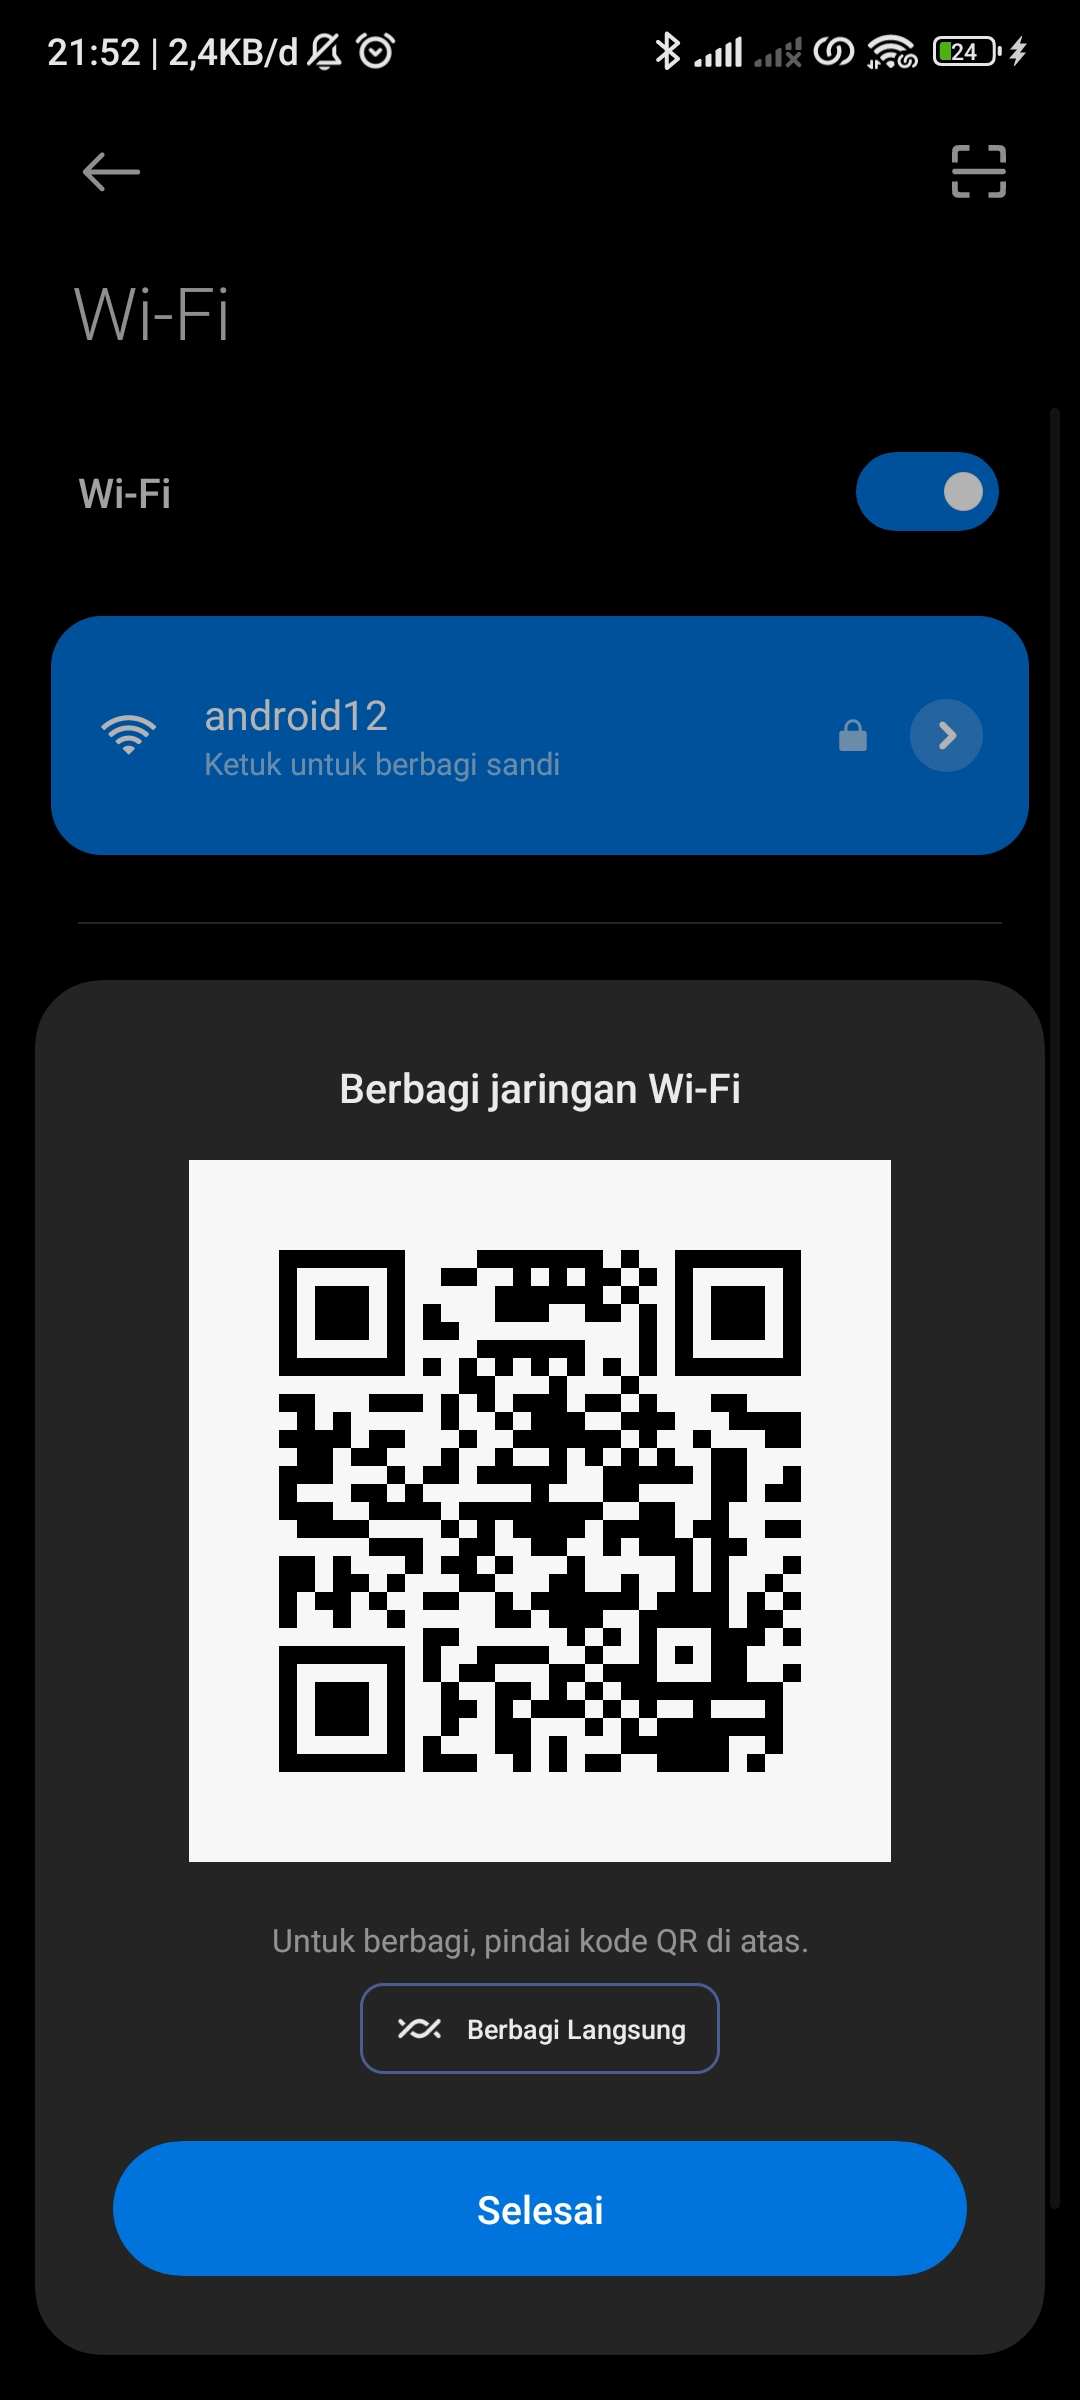 21:52 | 2,4KB/d
24
Wi-Fi
Wi-Fi
android12
Ketuk untuk berbagi sandi
Berbagi jaringan Wi-Fi
Untuk berbagi, pindai kode QR di atas.
Berbagi Langsung
Selesai